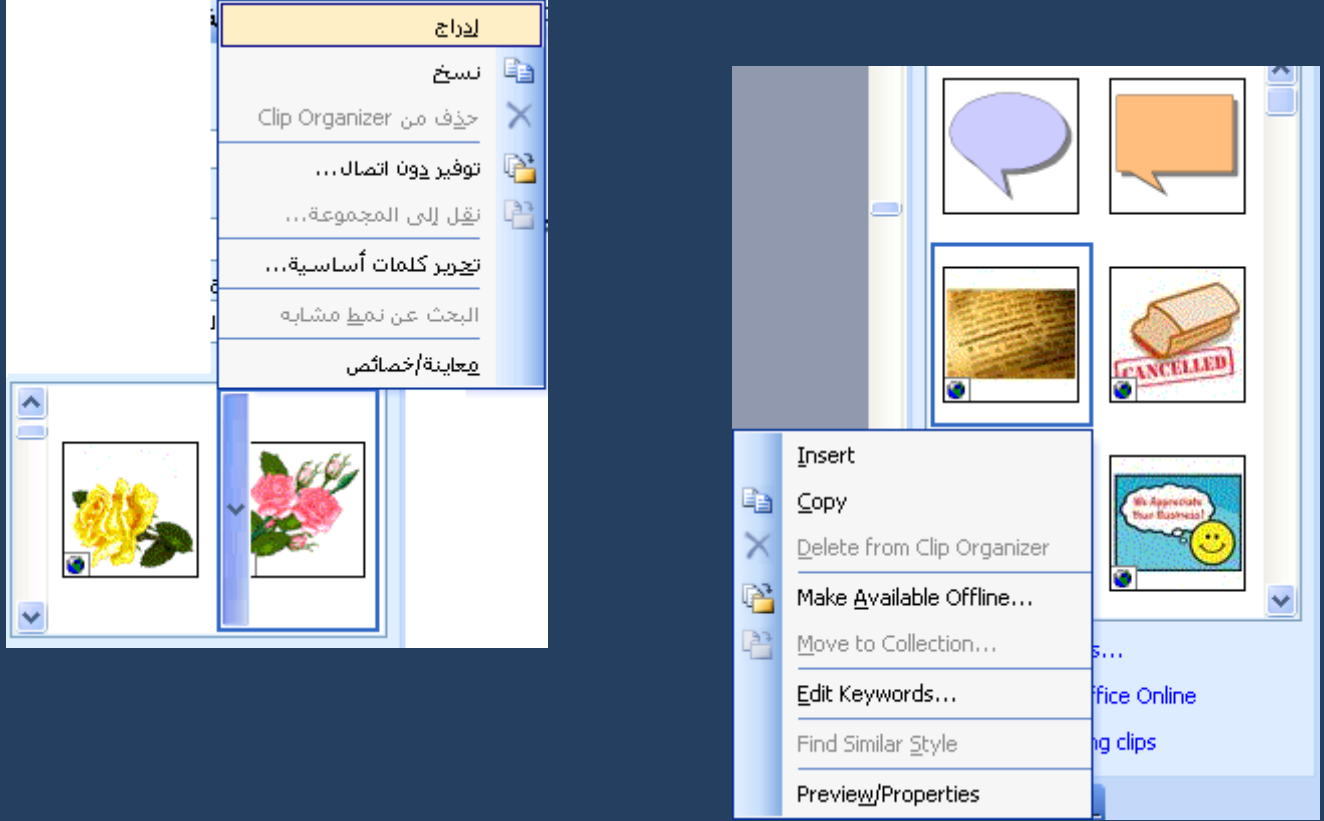 إدراج
نسخ
حذف من Clip Organizer
توفير دون اتصال...
نقل إلى المجموعة...
تحرير كلمات أساسية...
البحث عن نمط مشابه
معاينة/خصائص
CANCELLED
We Appreciate
Your Business!
Insert
Copy
Delete from Clip Organizer
Make Available Offline...
Move to Collection...
Edit Keywords...
Find Similar Style
Preview/Properties
s...
ffice Online
ng clips